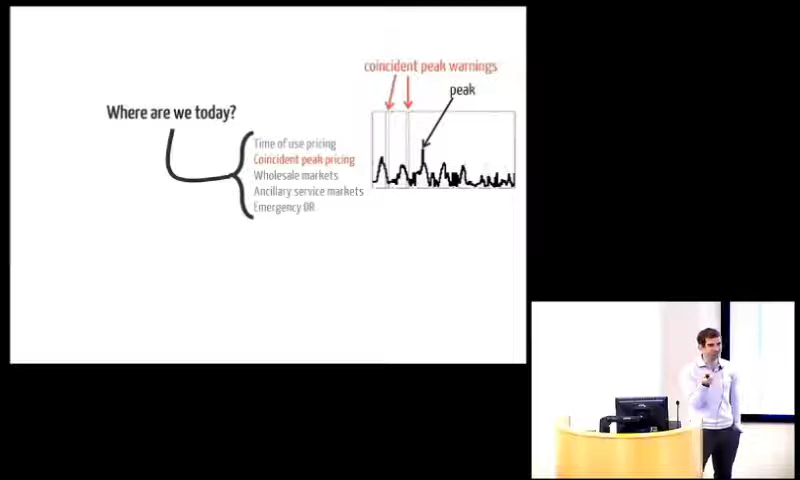 coincident peak warnings
peak
Where are we today?
Time of use pricing
Coincident peak pricing
Wholesale markets
Ancillary service markets
Emergency DR